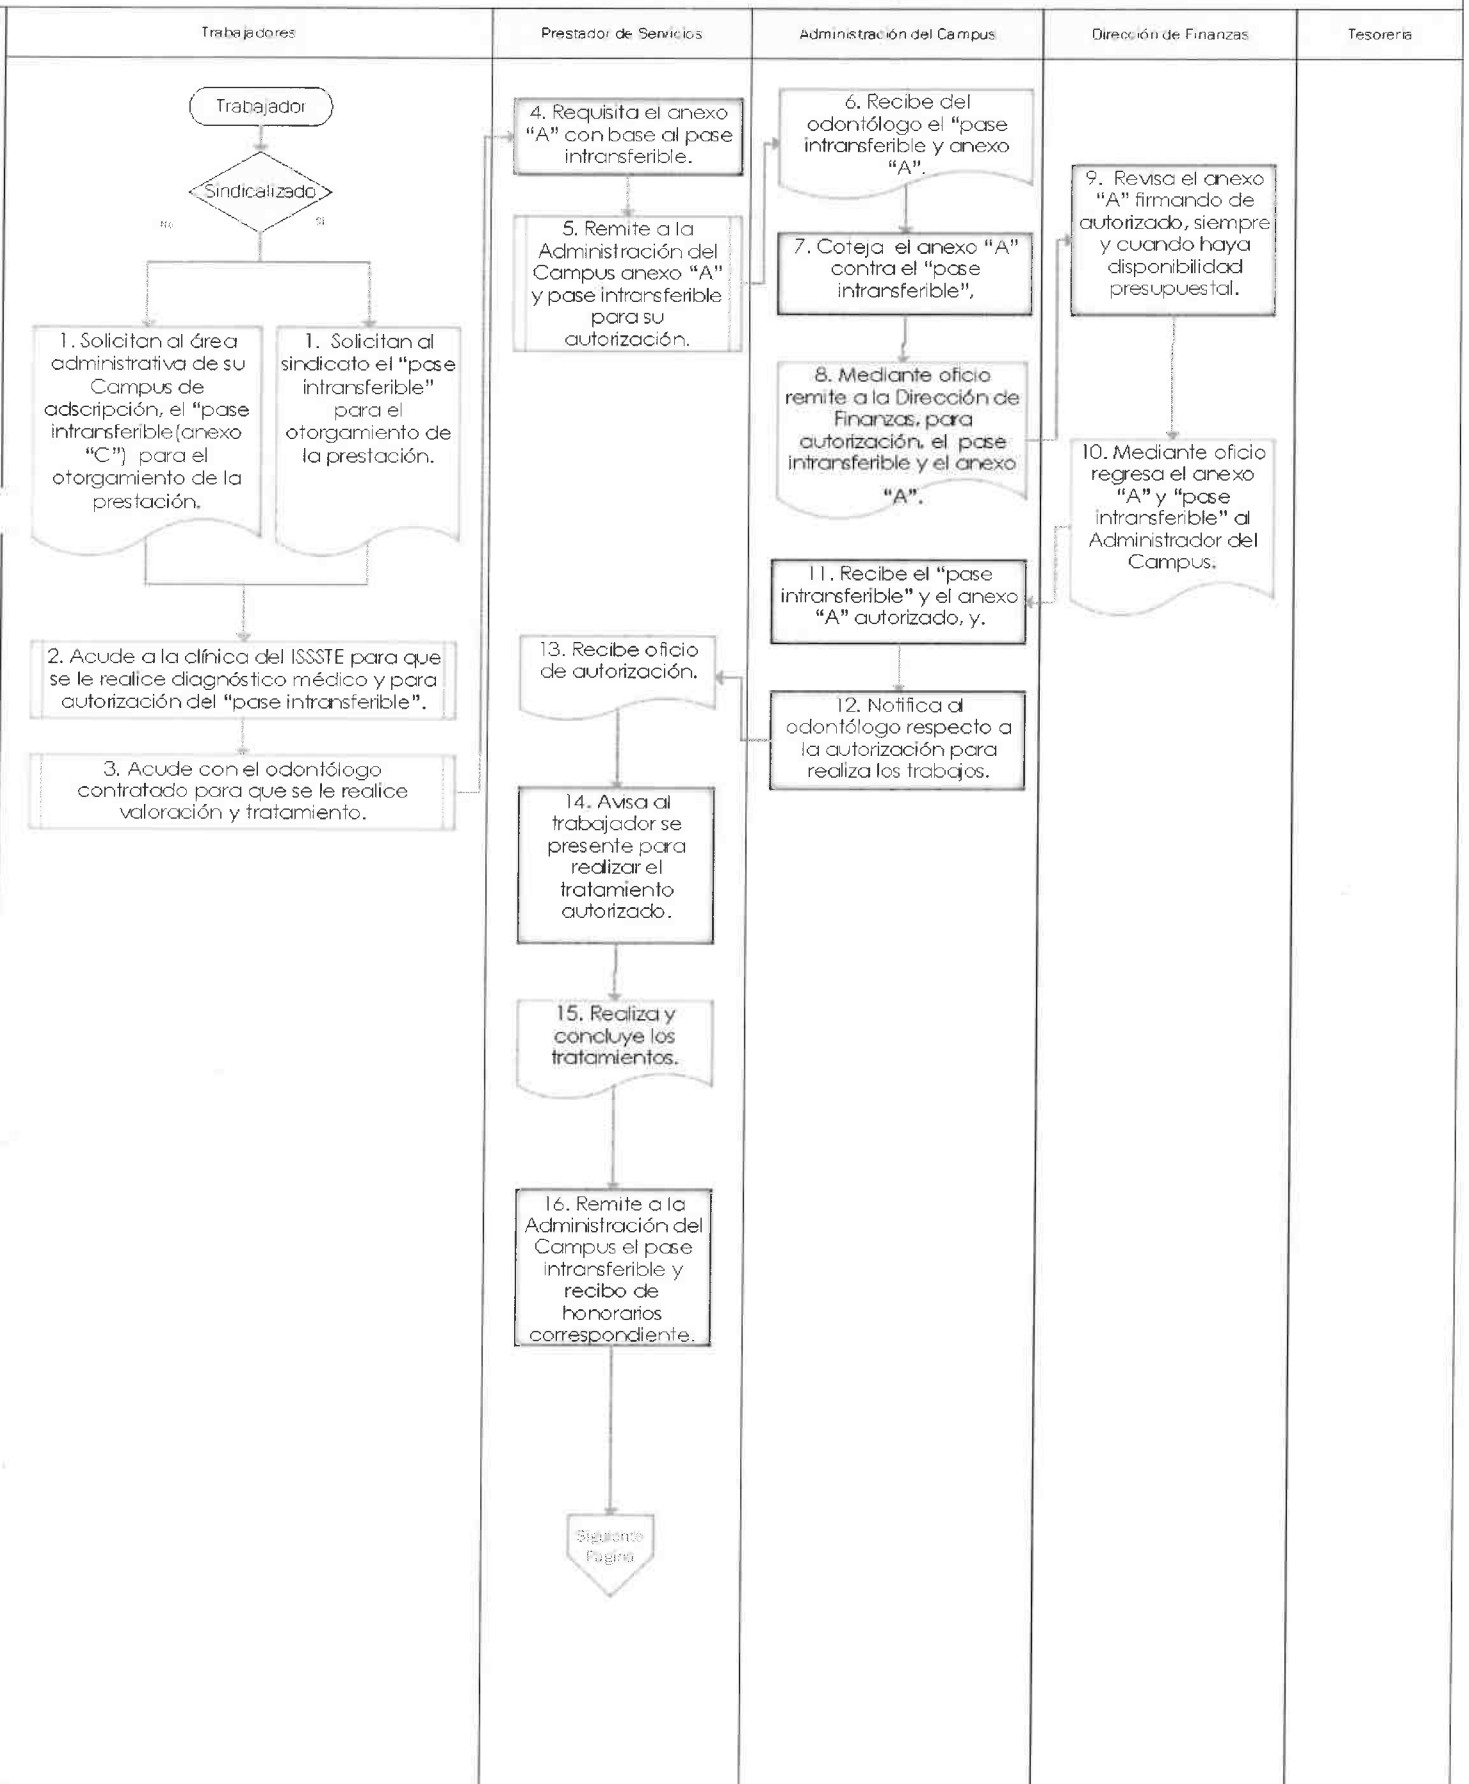 Trabajadores
Prestador de Servicios
Administración del Campus
Dirección de Finanzas
Tesorería
Trabajador
Sindicalizado
No
Si
1. Solicitan al área
administrativa de su
Campus de
adscripción, el “pase
intransferible(anexo
“C”) para el
otorgamiento de la
prestación.
1. Solicitan al
sindicato el “pase
intransferible”
para el
otorgamiento de
la prestación.
2. Acude a la clínica del ISSSTE para que
se le realice diagnóstico médico y para
autorización del “pase intransferible”.
3. Acude con el odontólogo
contratado para que se le realice
valoración y tratamiento.
4. Requisita el anexo
“A” con base al pase
intransferible.
5. Remite a la
Administración del
Campus anexo “A”
y pase intransferible
para su
autorización.
6. Recibe del
odontólogo el “pase
intransferible y anexo
“A”.
7. Coteja el anexo “A”
contra el “pase
intransferible”,
8. Mediante oficio
remite a la Dirección de
Finanzas, para
autorización, el pase
intransferible y el anexo
“A”.
9. Revisa el anexo
“A” firmando de
autorizado, siempre
y cuando haya
disponibilidad
presupuestal.
10. Mediante oficio
regresa el anexo
“A” y “pase
intransferible” al
Administrador del
Campus.
11. Recibe el “pase
intransferible” y el anexo
“A” autorizado, y.
12. Notifica al
odontólogo respecto a
la autorización para
realiza los trabajos.
13. Recibe oficio
de autorización.
14. Avisa al
trabajador se
presente para
realizar el
tratamiento
autorizado.
15. Realiza y
concluye los
tratamientos.
16. Remite a la
Administración del
Campus el pase
intransferible y
recibo de
honorarios
correspondiente.
Siguiente
Pagina